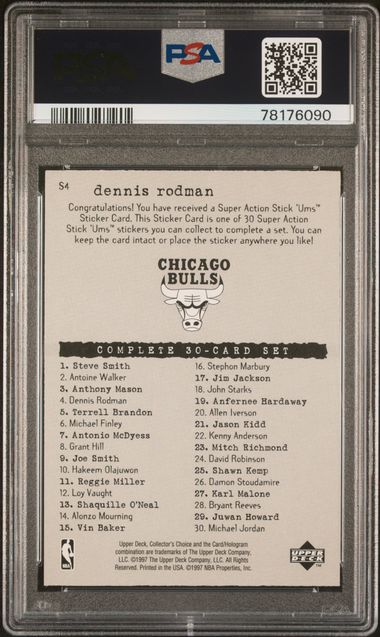 PSA
PSA
78176090
S4
dennis rodman
Congratulations! You have received a Super Action Stick 'Ums™
Sticker Card. This Sticker Card is one of 30 Super Action
Stick 'Ums™ stickers you can collect to complete a set. You can
keep the card intact or place the sticker anywhere you like!
CHICAGO
BULLS
COMPLETE 30-CARD SET
1. Steve Smith
2. Antoine Walker
3. Anthony Mason
4. Dennis Rodman
5. Terrell Brandon
6. Michael Finley
7. Antonio McDyess
8. Grant Hill
9. Joe Smith
10. Hakeem Olajuwon
11. Reggie Miller
12. Loy Vaught
13. Shaquille O'Neal
14. Alonzo Mourning
15. Vin Baker
16. Stephon Marbury
17. Jim Jackson
18. John Starks
19. Anfernee Hardaway
20. Allen Iverson
21. Jason Kidd
22. Kenny Anderson
23. Mitch Richmond
24. David Robinson
25. Shawn Kemp
26. Damon Stoudamire
27. Karl Malone
28. Bryant Reeves
29. Juwan Howard
30. Michael Jordan
NBA
Upper Deck, Collector's Choice and the Card/Hologram
combination are trademarks of The Upper Deck Company,
LLC. ©1997 The Upper Deck Company, LLC. All Rights
Reserved. Printed in the USA. ©1997 NBA Properties, Inc.
UPPER
DECK
™